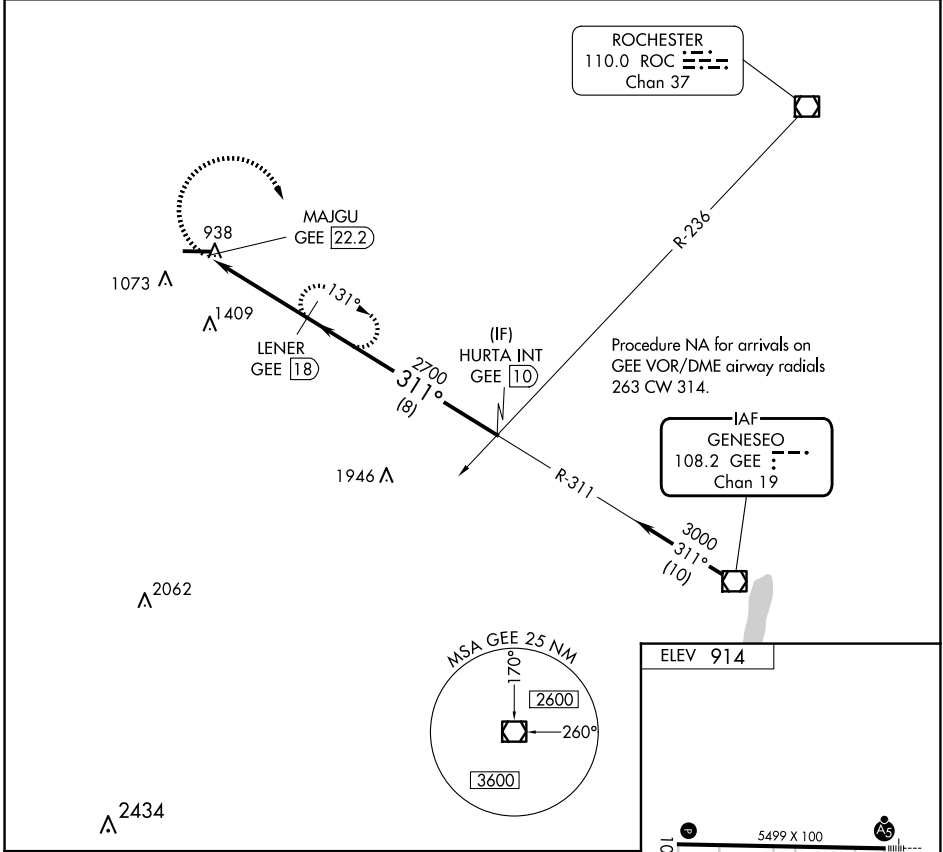 ROCHESTER
110.0 ROC
Chan 37
R-236
MAJGU
GEE 22.2
938
1073
1409
131°
LENER
GEE 18
(IF)
HURTA INT
GEE 10
2700
311°
(8)
Procedure NA for arrivals on
GEE VOR/DME airway radials
263 CW 314.
IAF
GENESEO
108.2 GEE
Chan 19
1946
R-311
3000
311°
(10)
2062
MSA GEE 25 NM
170°
2600
260°
3600
2434
ELEV 914
P
5499 X 100
A5
10